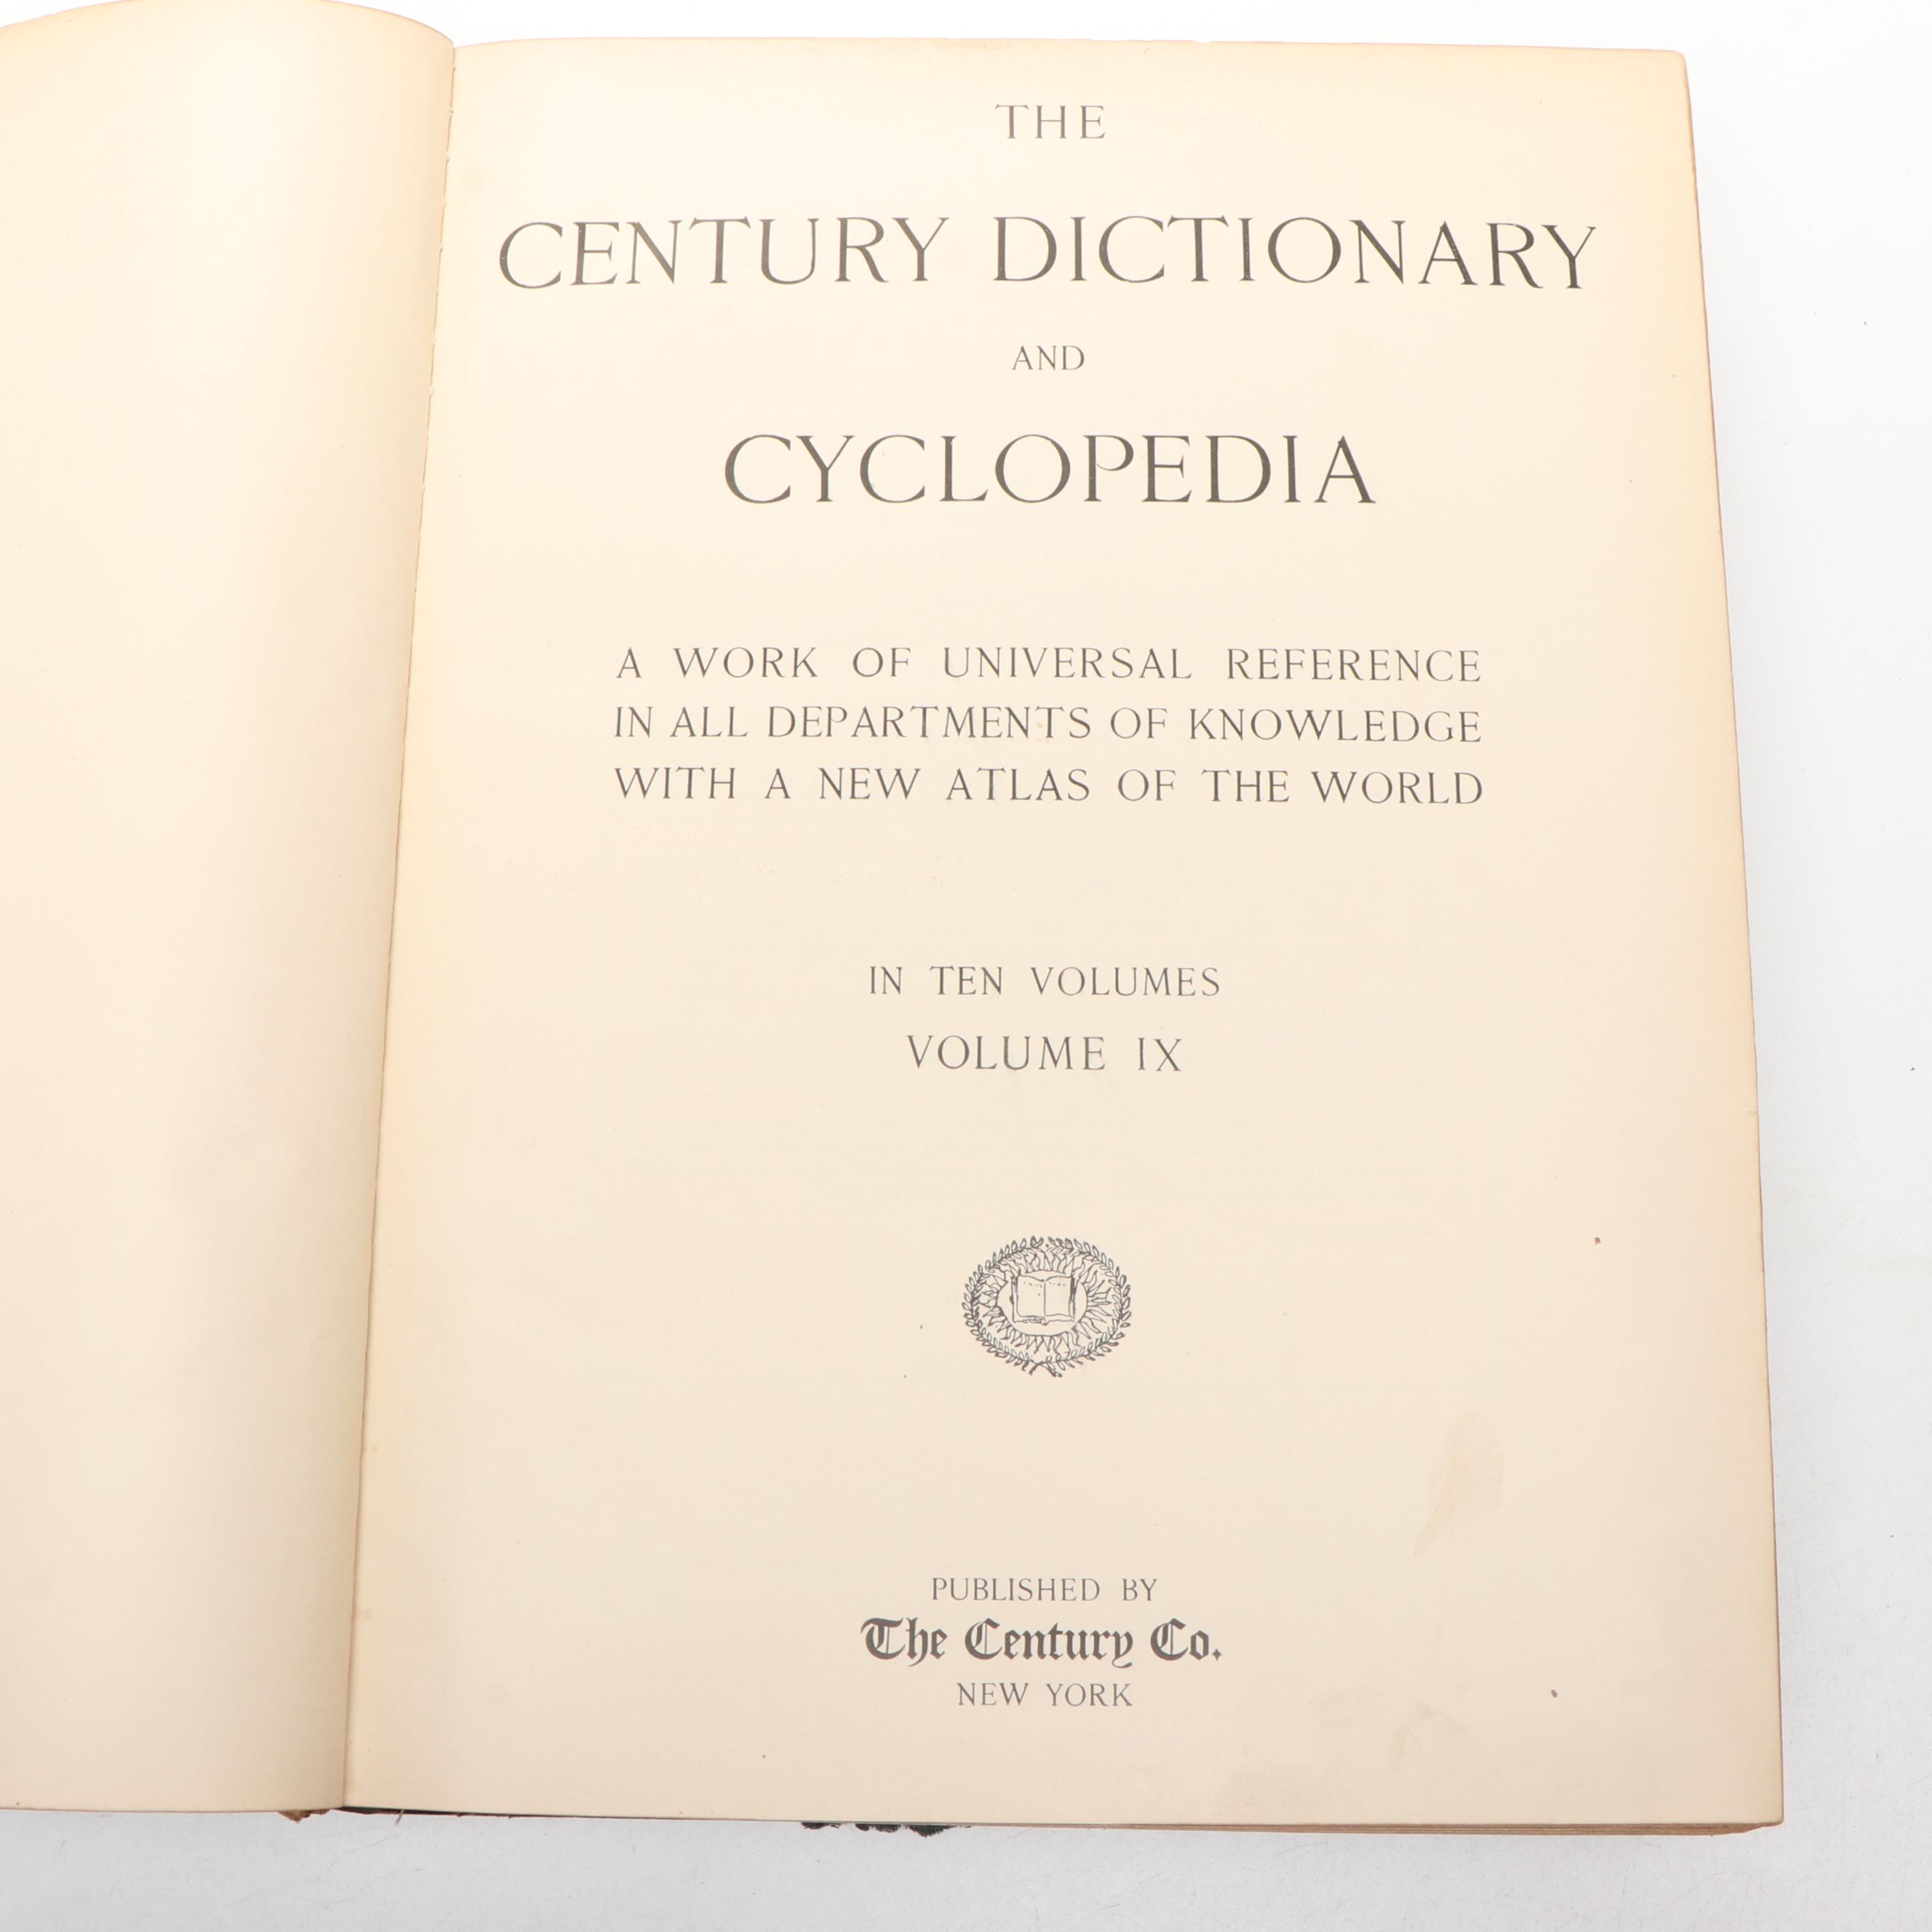 THE
CENTURY DICTIONARY
AND
CYCLOPEDIA
A WORK OF UNIVERSAL REFERENCE
IN ALL DEPARTMENTS OF KNOWLEDGE
WITH A NEW ATLAS OF THE WORLD
IN TEN VOLUMES
VOLUME IX
PUBLISHED BY
The Century Co.
NEW YORK